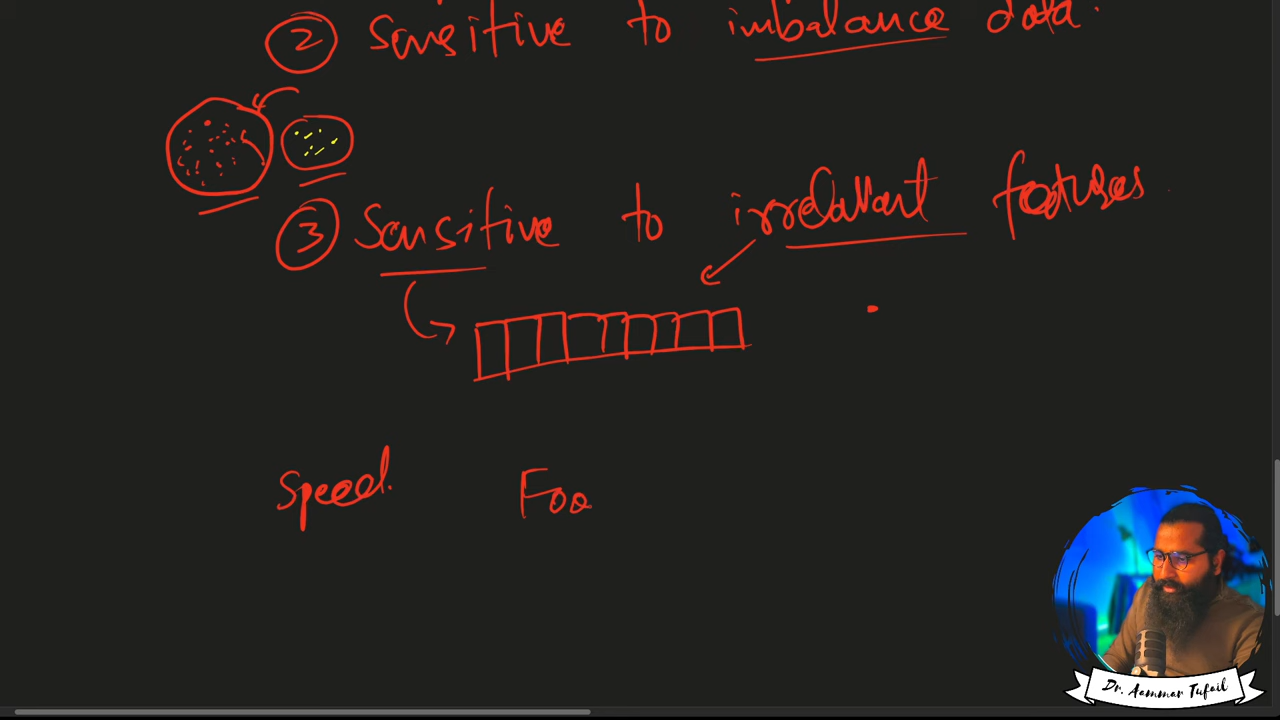 ② Sensitive to imbalance data.
③ Sensitive to irrelavant features.
Speed. Foo
Dr. Aammar Tufail